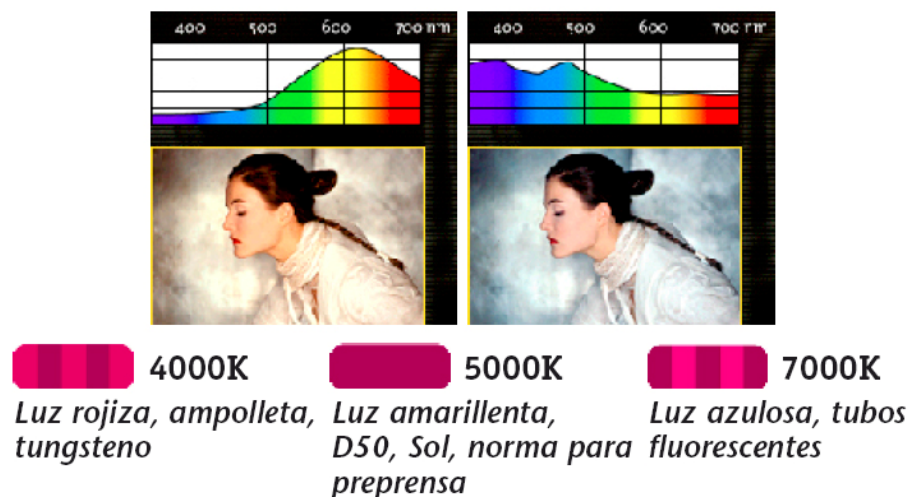 400 500 600 700 nm
400 500 600 700 nm
4000K
Luz rojiza, ampolleta,
tungsteno
5000K
Luz amarillenta,
D50, Sol, norma para
preprensa
7000K
Luz azulosa, tubos
fluorescentes